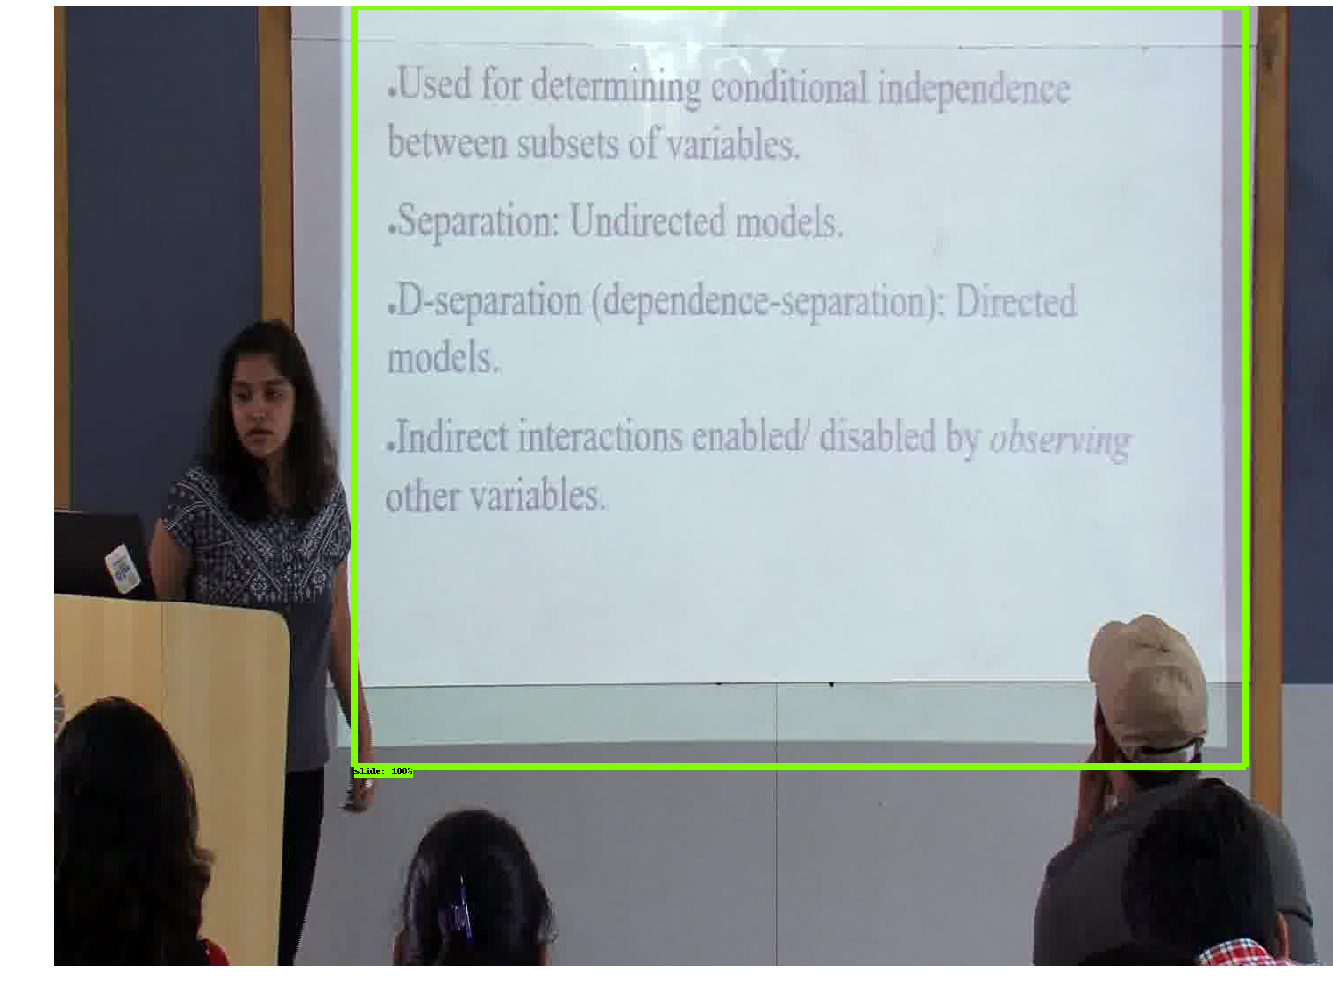 .Used for determining conditional independence
between subsets of variables.
.Separation: Undirected models.
.D-separation (dependence-separation): Directed
models.
.Indirect interactions enabled/ disabled by observing
other variables.
Slide: 100%